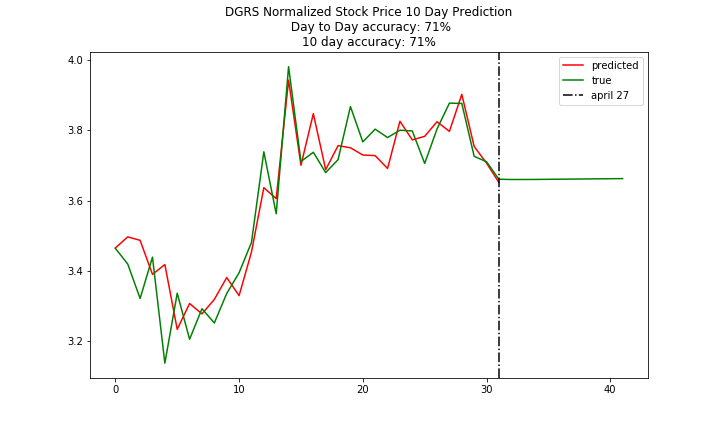 DGRS Normalized Stock Price 10 Day Prediction
Day to Day accuracy: 71%
10 day accuracy: 71%
4.0
3.8
3.6
3.4
3.2
predicted
true
april 27
0
10
20
30
40